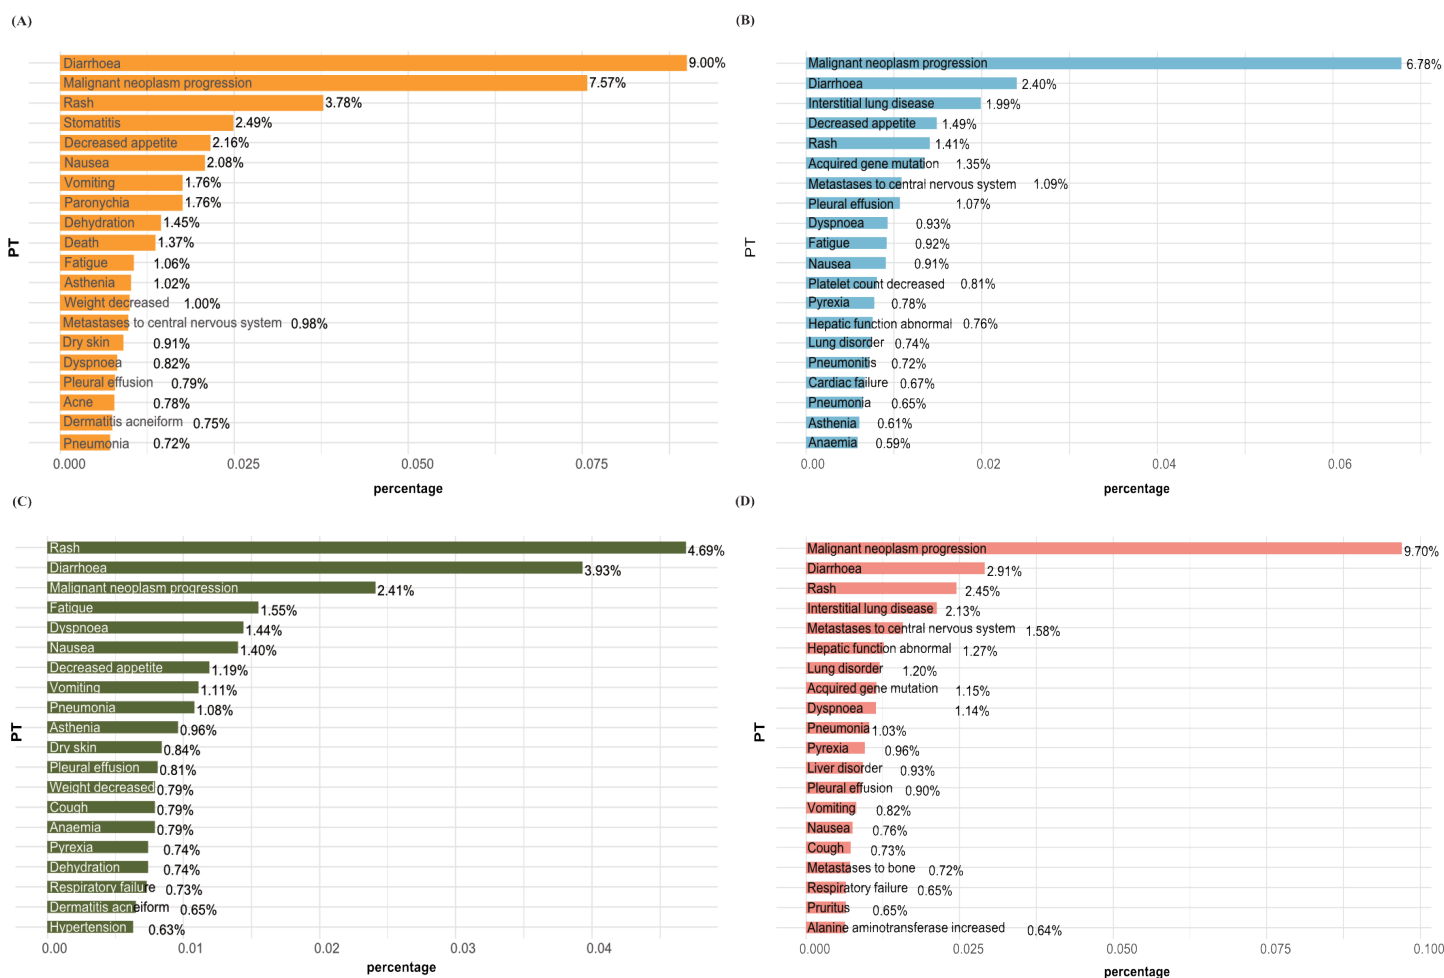 (A)
PT
Diarrhoea 9.00%
Malignant neoplasm progression 7.57%
Rash 3.78%
Stomatitis 2.49%
Decreased appetite 2.16%
Nausea 2.08%
Vomiting 1.76%
Paronychia 1.76%
Dehydration 1.45%
Death 1.37%
Fatigue 1.06%
Asthenia 1.02%
Weight decreased 1.00%
Metastases to central nervous system 0.98%
Dry skin 0.91%
Dyspnoea 0.82%
Pleural effusion 0.79%
Acne 0.78%
Dermatitis acneiform 0.75%
Pneumonia 0.72%
0.000 0.025 0.050 0.075
percentage
(B)
PT
Malignant neoplasm progression 6.78%
Diarrhoea 2.40%
Interstitial lung disease 1.99%
Decreased appetite 1.49%
Rash 1.41%
Acquired gene mutation 1.35%
Metastases to central nervous system 1.09%
Pleural effusion 1.07%
Dyspnoea 0.93%
Fatigue 0.92%
Nausea 0.91%
Platelet count decreased 0.81%
Pyrexia 0.78%
Hepatic function abnormal 0.76%
Lung disorder 0.74%
Pneumonitis 0.72%
Cardiac failure 0.67%
Pneumonia 0.65%
Asthenia 0.61%
Anaemia 0.59%
0.00 0.02 0.04 0.06
percentage
(C)
PT
Rash 4.69%
Diarrhoea 3.93%
Malignant neoplasm progression 2.41%
Fatigue 1.55%
Dyspnoea 1.44%
Nausea 1.40%
Decreased appetite 1.19%
Vomiting 1.11%
Pneumonia 1.08%
Asthenia 0.96%
Dry skin 0.84%
Pleural effusion 0.81%
Weight decreased 0.79%
Cough 0.79%
Anaemia 0.79%
Pyrexia 0.74%
Dehydration 0.74%
Respiratory failure 0.73%
Dermatitis acneiform 0.65%
Hypertension 0.63%
0.00 0.01 0.02 0.03 0.04
percentage
(D)
PT
Malignant neoplasm progression 9.70%
Diarrhoea 2.91%
Rash 2.45%
Interstitial lung disease 2.13%
Metastases to central nervous system 1.58%
Hepatic function abnormal 1.27%
Lung disorder 1.20%
Acquired gene mutation 1.15%
Dyspnoea 1.14%
Pneumonia 1.03%
Pyrexia 0.96%
Liver disorder 0.93%
Pleural effusion 0.90%
Vomiting 0.82%
Nausea 0.76%
Cough 0.73%
Metastases to bone 0.72%
Respiratory failure 0.65%
Pruritus 0.65%
Alanine aminotransferase increased 0.64%
0.000 0.025 0.050 0.075 0.100
percentage